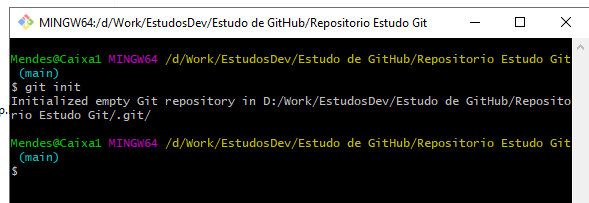 MINGW64:/d/Work/EstudosDev/Estudo de GitHub/Repositorio Estudo Git
Mendes@Caixa1 MINGW64 /d/Work/EstudosDev/Estudo de GitHub/Repositorio Estudo Git
(main)
$ git init
Initialized empty Git repository in D:/Work/EstudosDev/Estudo de GitHub/Reposito
rio Estudo Git/.git/
Mendes@Caixa1 MINGW64 /d/Work/EstudosDev/Estudo de GitHub/Repositorio Estudo Git
(main)
$